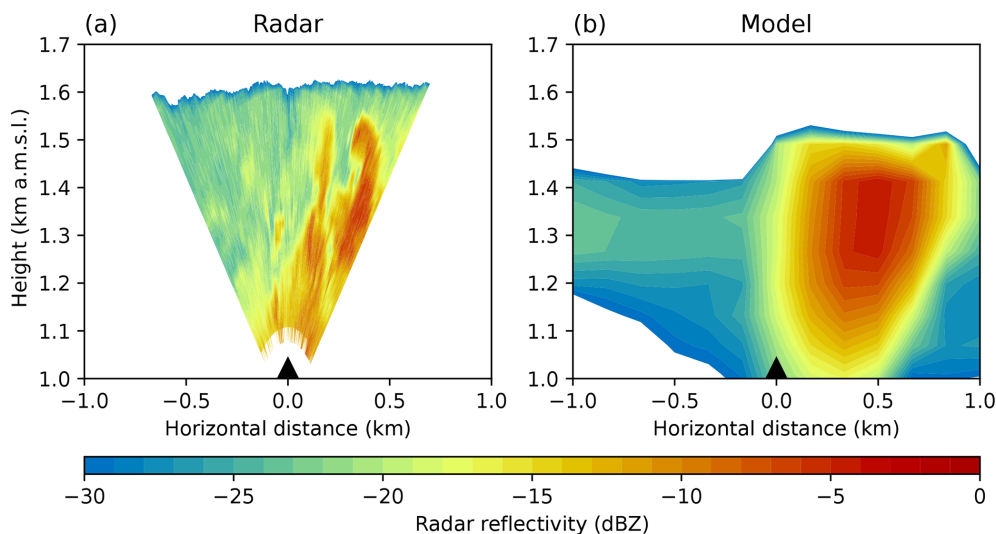 (a) Radar
1.7
1.6
1.5
1.4
1.3
1.2
1.1
1.0
Height (km a.m.s.l.)
−1.0 −0.5 0.0 0.5 1.0
Horizontal distance (km)
(b) Model
1.7
1.6
1.5
1.4
1.3
1.2
1.1
1.0
−1.0 −0.5 0.0 0.5 1.0
Horizontal distance (km)
−30 −25 −20 −15 −10 −5 0
Radar reflectivity (dBZ)